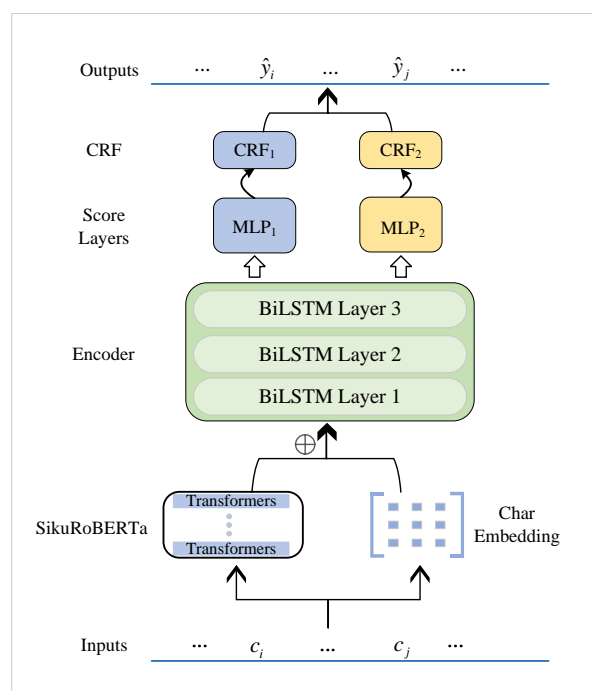 Outputs ... ŷᵢ ... ŷⱼ ...
CRF CRF₁ CRF₂
Score
Layers
MLP₁ MLP₂
BiLSTM Layer 3
Encoder BiLSTM Layer 2
BiLSTM Layer 1
⊕
SikuRoBERTa
Transformers
Transformers
Char
Embedding
Inputs ... cᵢ ... cⱼ ...